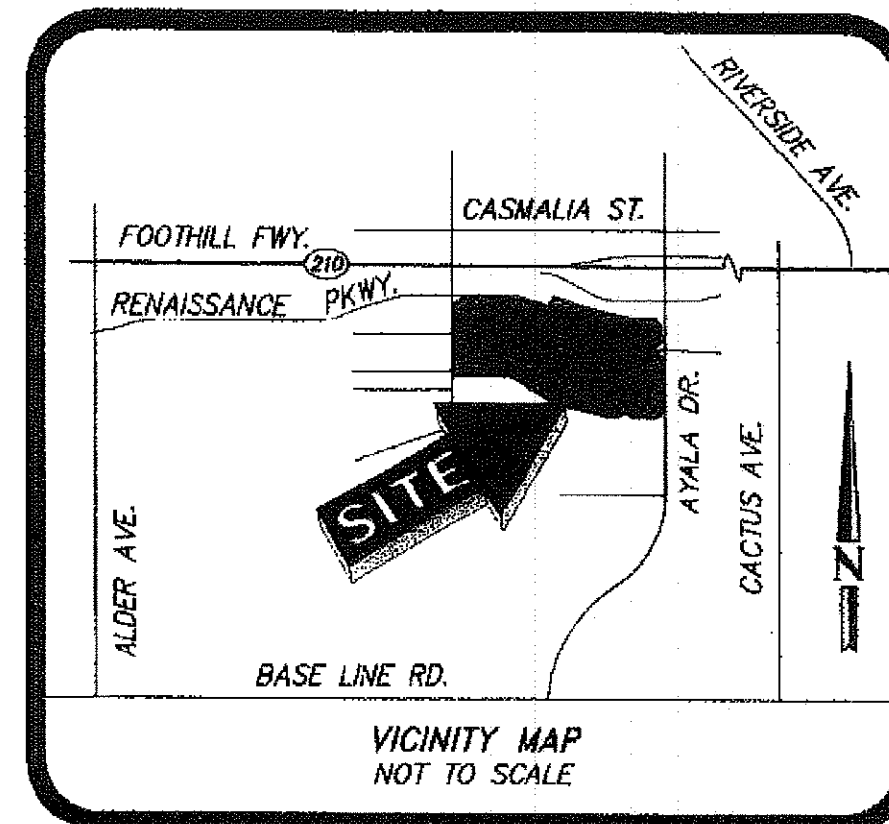 RIVERSIDE AVE.
CASMALIA ST.
FOOTHILL FWY.
210
RENAISSANCE PKWY.
SITE
AYALA DR.
CACTUS AVE.
ALDER AVE.
N
BASE LINE RD.
VICINITY MAP
NOT TO SCALE